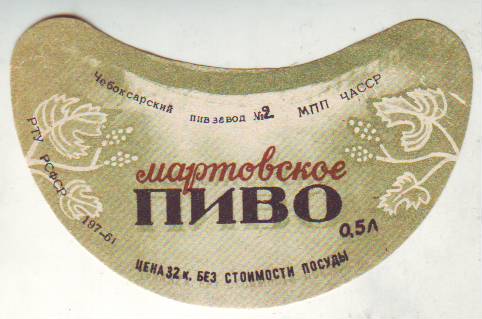 Чебоксарский пивзавод №2 МПП ЧАССР
РТУ РСФСР 197-61
мартовское
ПИВО
0,5Л
ЦЕНА 32 к. БЕЗ СТОИМОСТИ ПОСУДЫ